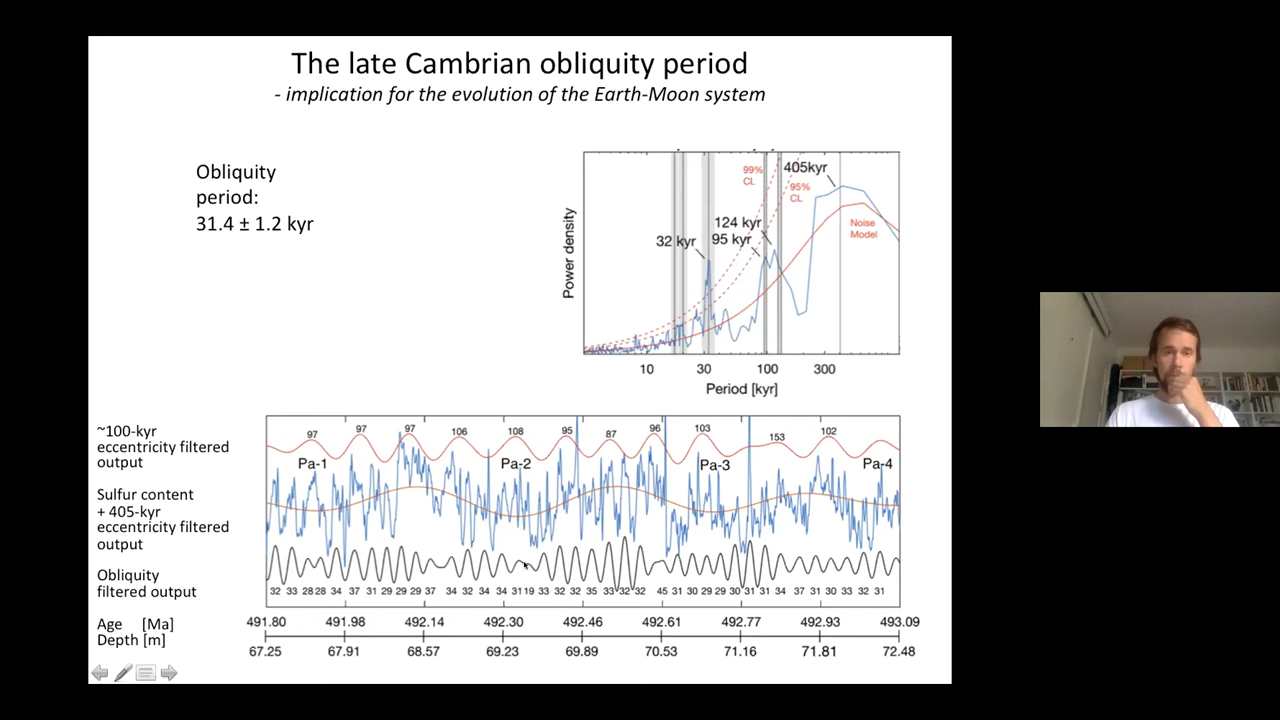 The late Cambrian obliquity period
- implication for the evolution of the Earth-Moon system
Obliquity
period:
31.4 ± 1.2 kyr
Power density
99%
CL
405kyr
95%
CL
124 kyr
32 kyr
95 kyr
Noise
Model
10 30 100 300
Period [kyr]
~100-kyr
eccentricity filtered
output
Sulfur content
+ 405-kyr
eccentricity filtered
output
Obliquity
filtered output
97 97 97 106 108 95 87 96 103 153 102
Pa-1 Pa-2 Pa-3 Pa-4
32 33 28 28 34 37 31 29 29 29 37 34 32 34 34 31 19 33 32 32 35 33 32 32 45 31 30 29 29 30 31 31 34 37 31 30 33 32 31
Age [Ma]
491.80 491.98 492.14 492.30 492.46 492.61 492.77 492.93 493.09
Depth [m]
67.25 67.91 68.57 69.23 69.89 70.53 71.16 71.81 72.48